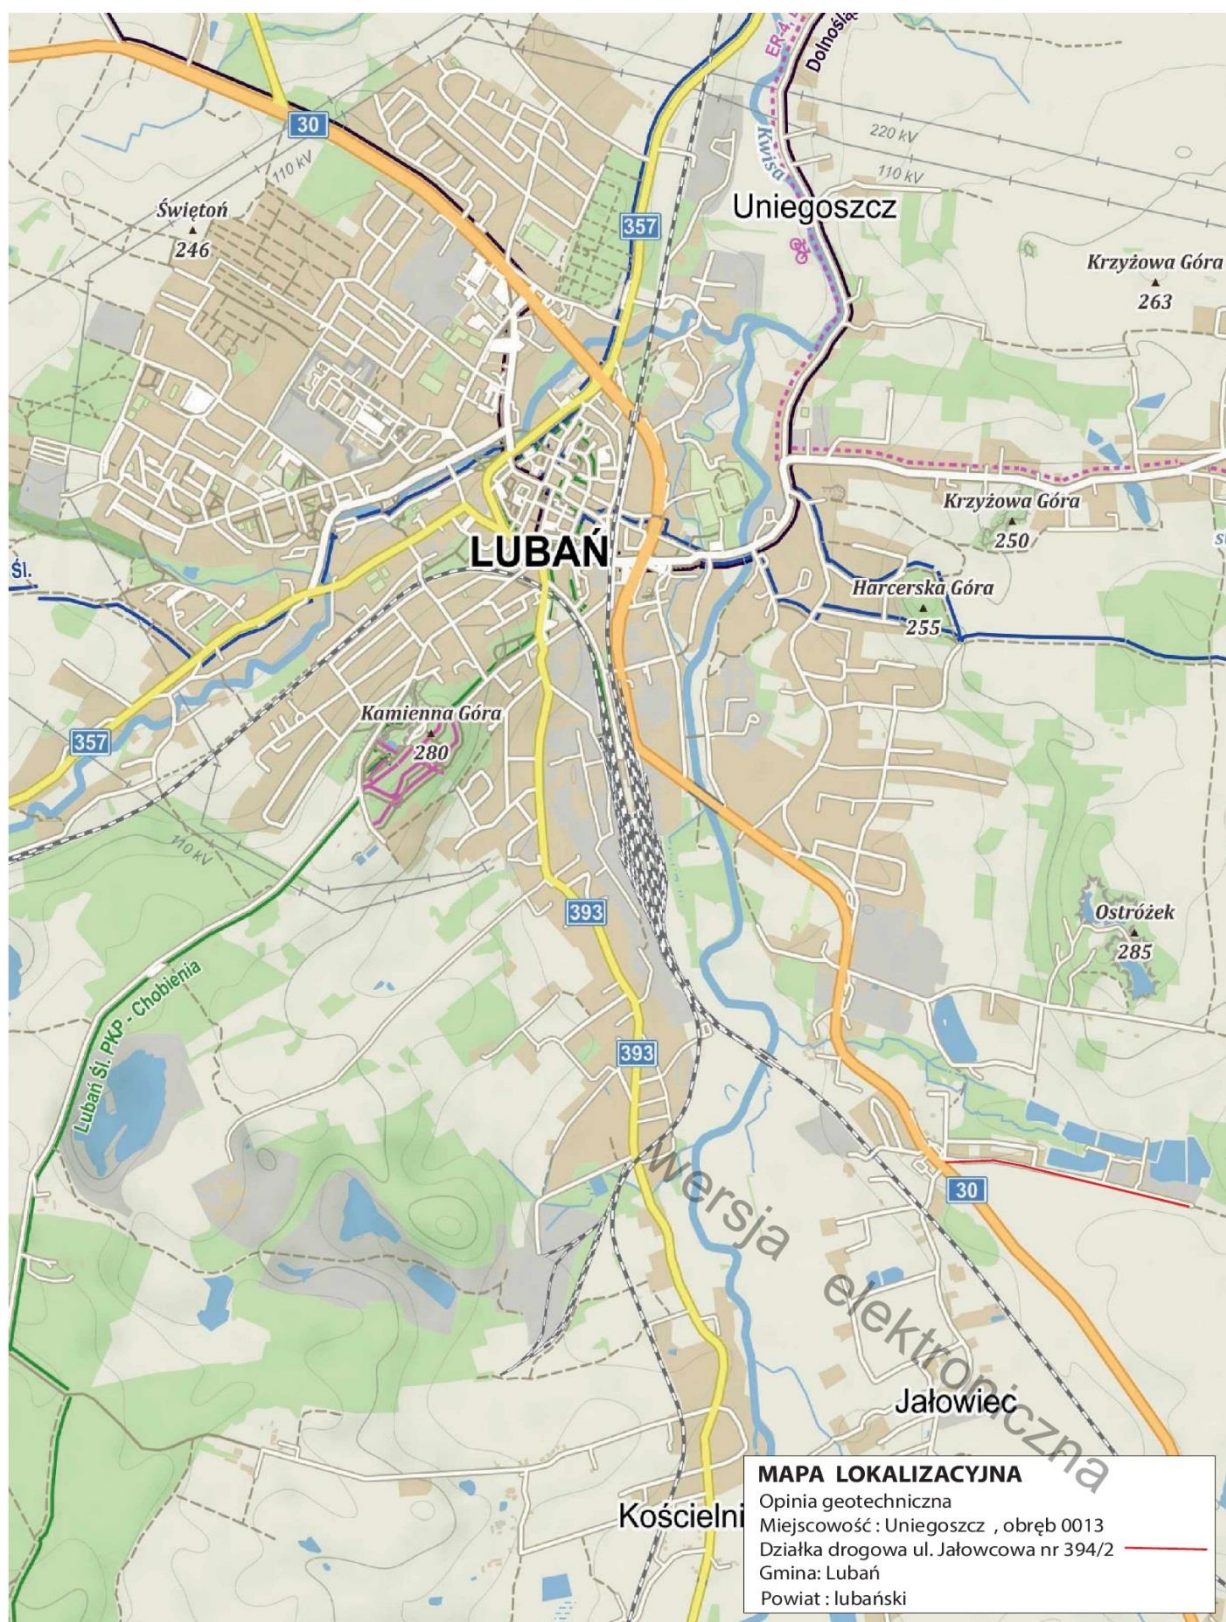 ER-4,
Dolnoślą
30
220 kV
Kwisa
110 kV
110 kV
Świętoń
246
Uniegoszcz
357
Krzyżowa Góra
263
Krzyżowa Góra
250
LUBAŃ
Śl.
Harcerska Góra
255
Kamienna Góra
280
357
110 kV
393
Ostróżek
285
Lubań Śl. PKP - Chobienia
393
30
wersja elektroniczna
Jałowiec
Kościelni
MAPA LOKALIZACYJNA
Opinia geotechniczna
Miejscowość : Uniegoszcz , obręb 0013
Działka drogowa ul. Jałowcowa nr 394/2
Gmina: Lubań
Powiat : lubański